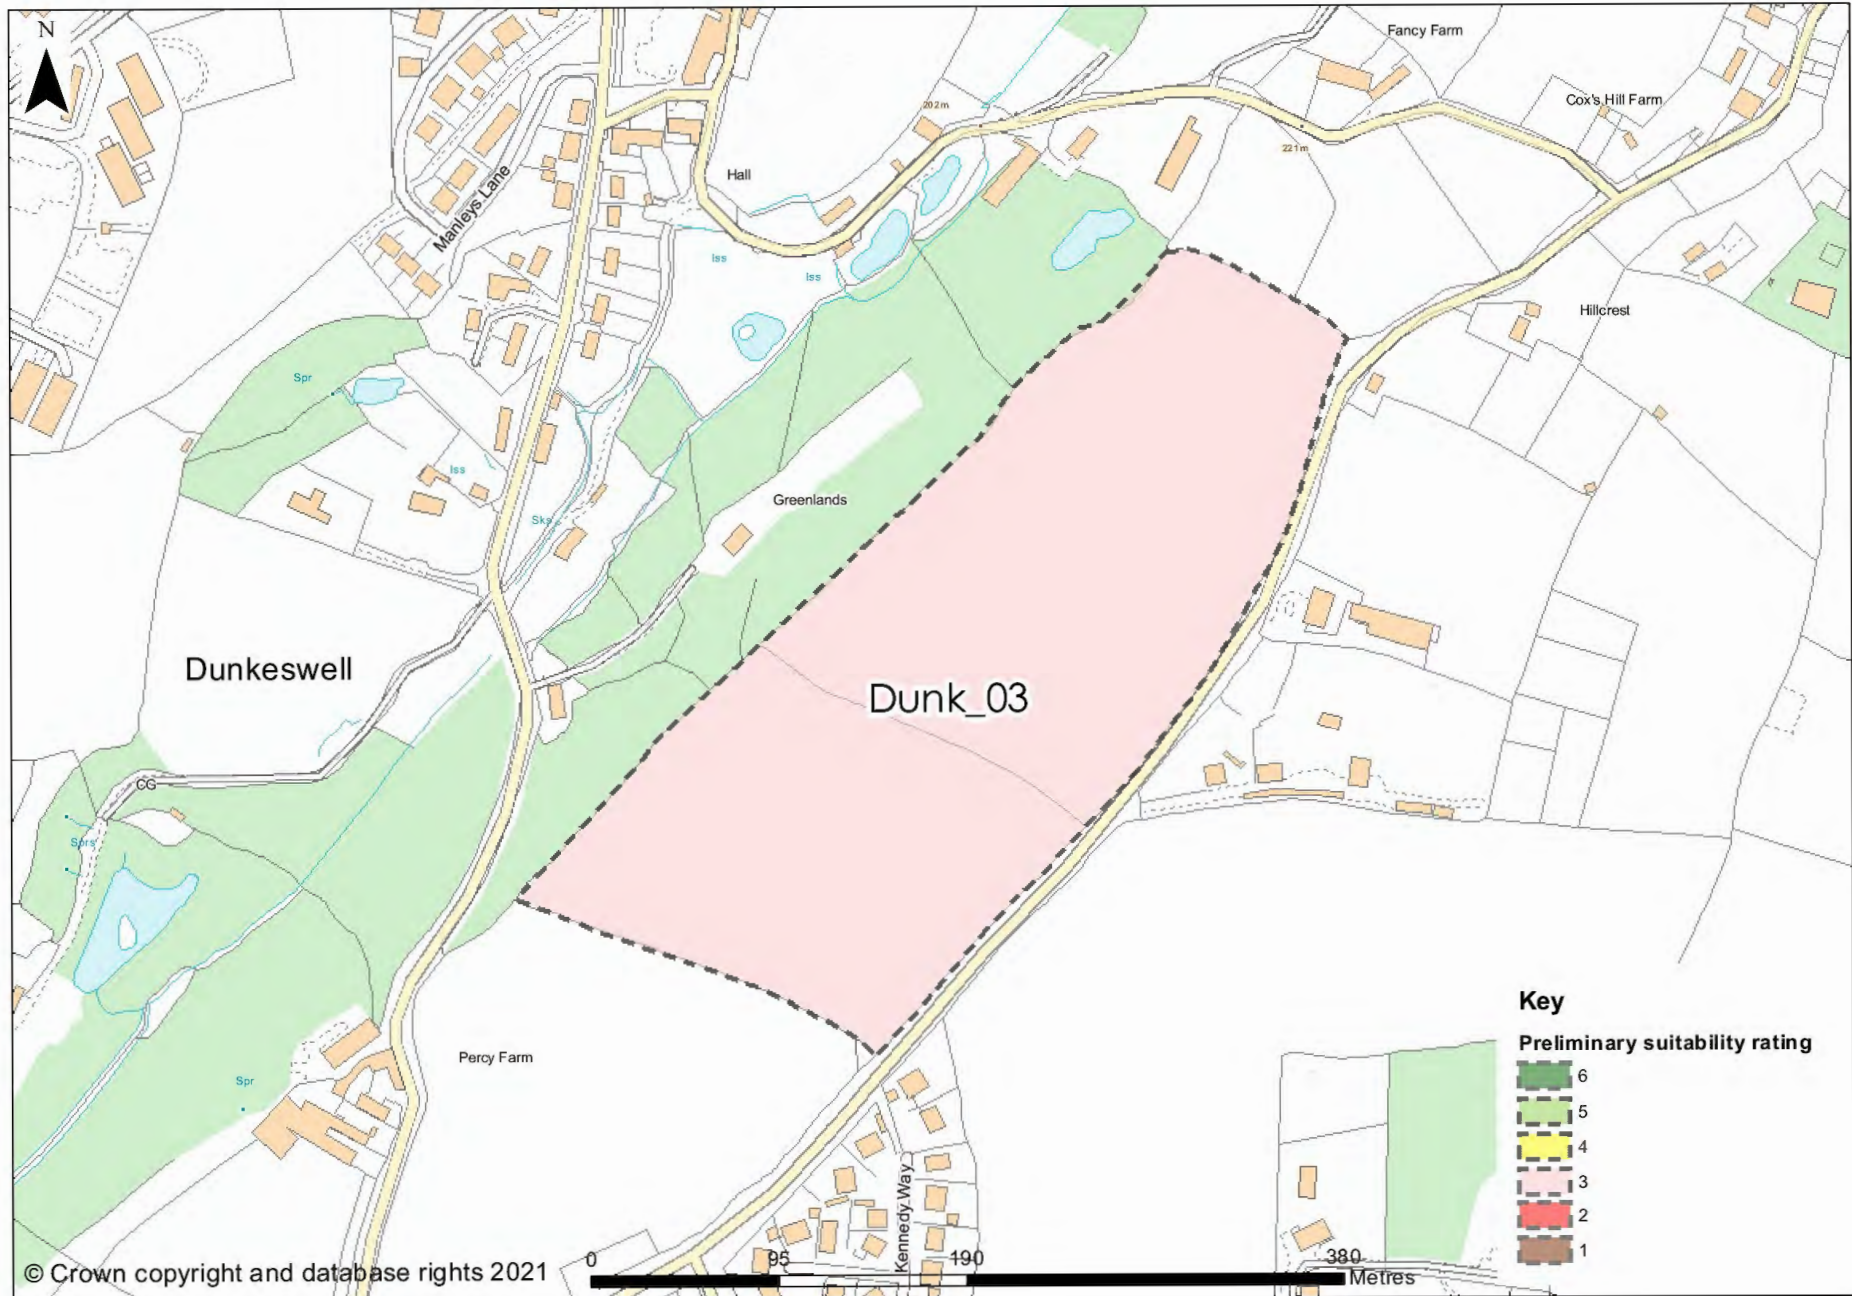 N
Fancy Farm
Cox's Hill Farm
202m
221m
Hall
Manleys Lane
Iss
Iss
Hillcrest
Spr
Iss
Greenlands
Sks
Dunkeswell
Dunk_03
CG
Sprs
Percy Farm
Spr
Kennedy Way
Key
Preliminary suitability rating
6
5
4
3
2
1
0 95 190 380
Metres
© Crown copyright and database rights 2021